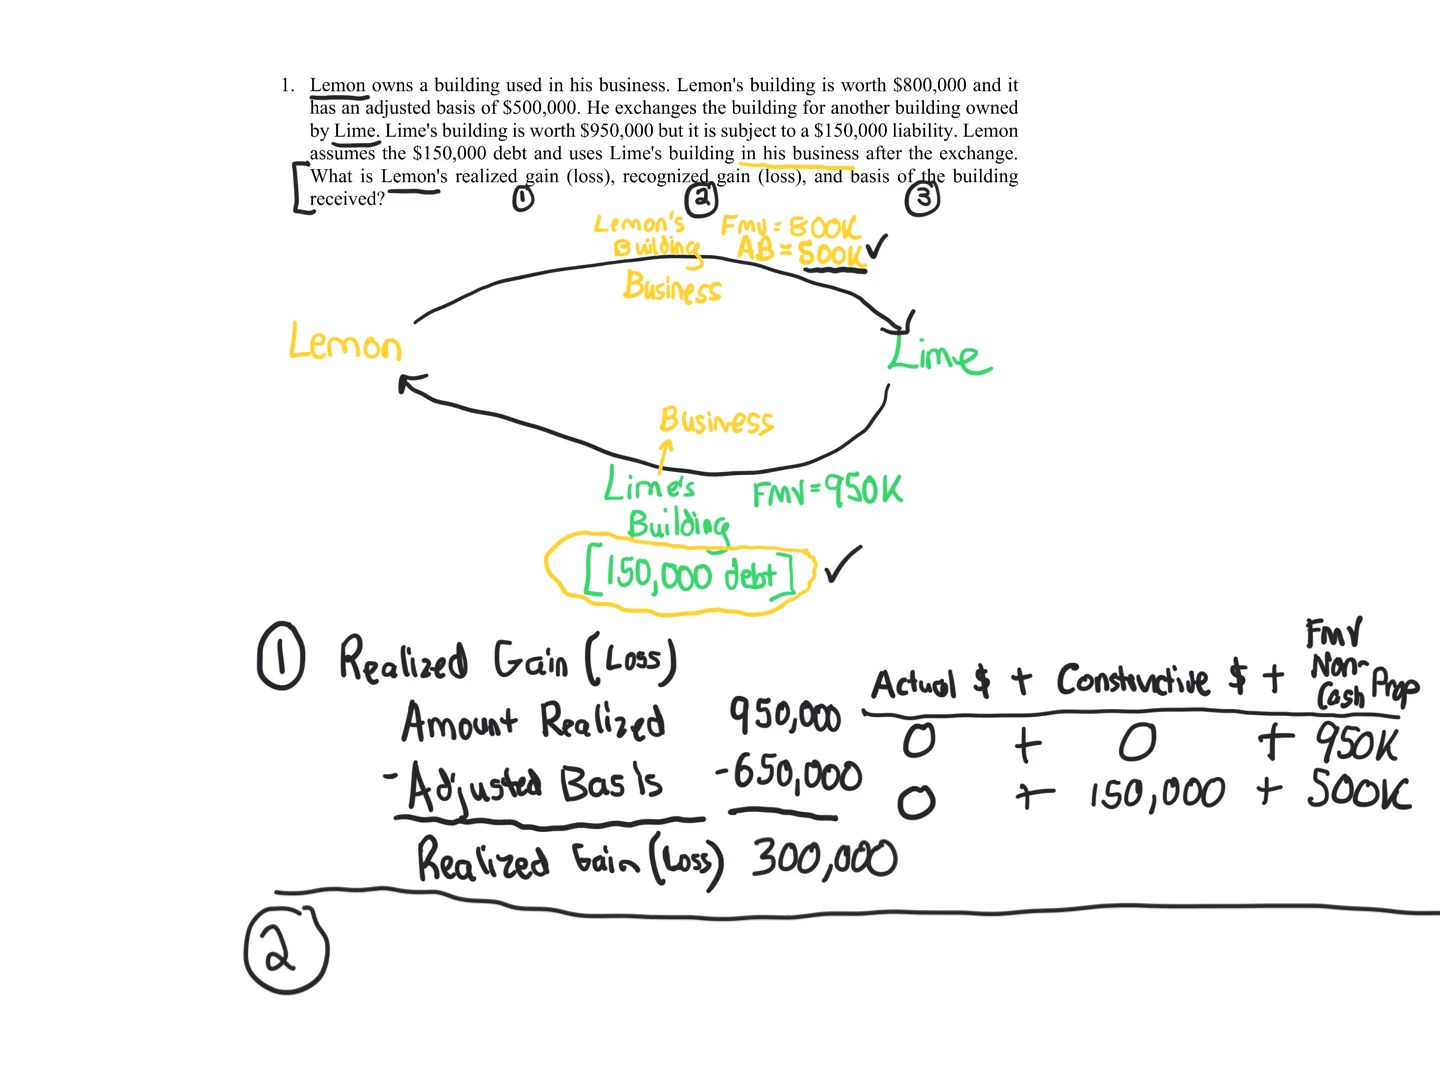 1. Lemon owns a building used in his business. Lemon's building is worth $800,000 and it
has an adjusted basis of $500,000. He exchanges the building for another building owned
by Lime. Lime's building is worth $950,000 but it is subject to a $150,000 liability. Lemon
assumes the $150,000 debt and uses Lime's building in his business after the exchange.
What is Lemon's realized gain (loss), recognized gain (loss), and basis of the building
received?
1 2 3
Lemon's FMV = 800K
Building AB = 500K ✓
Business
Lemon
Lime
Business
Lime's FMV = 950K
Building
[150,000 debt] ✓
1 Realized Gain (Loss)
FMV
Non-
Actual $ + Constructive $ + Cash Prop
Amount Realized 950,000 0 + 0 + 950K
- Adjusted Basis -650,000 0 + 150,000 + 500K
Realized Gain (Loss) 300,000
2